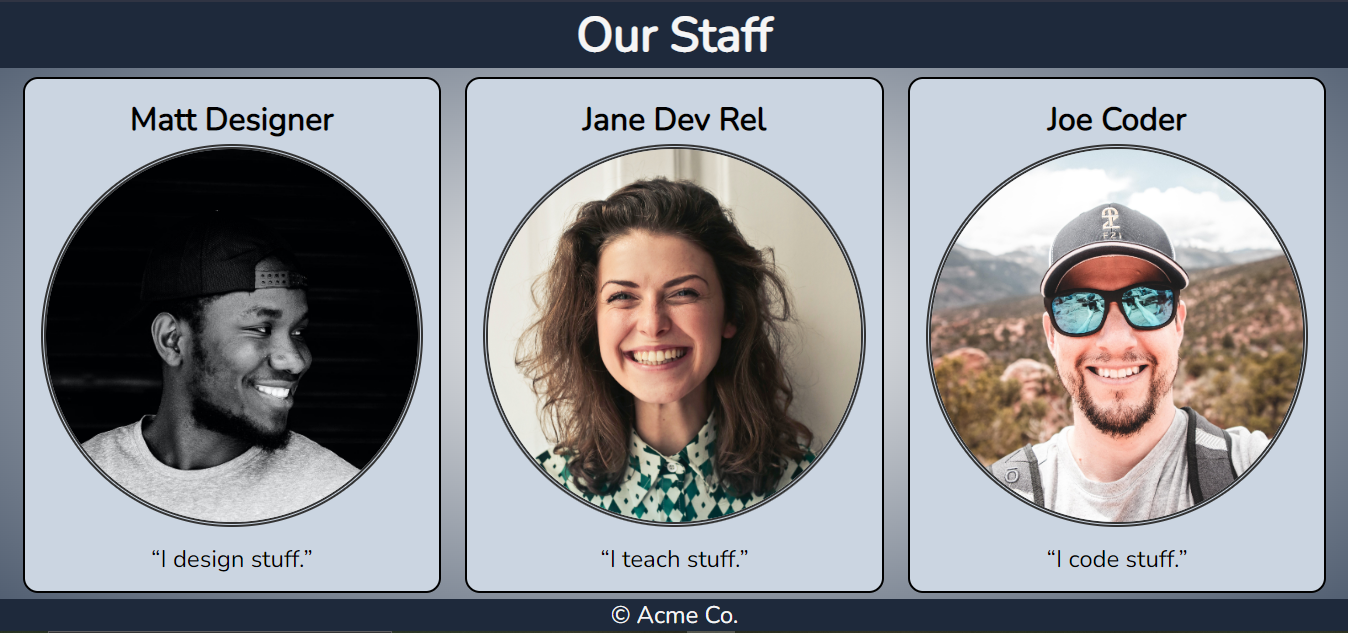 Our Staff
Matt Designer
Jane Dev Rel
Joe Coder
“I design stuff.”
“I teach stuff.”
“I code stuff.”
© Acme Co.